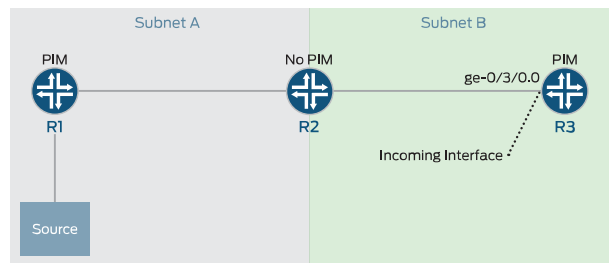 Subnet A
Subnet B
PIM
No PIM
PIM
ge-0/3/0.0
R1
R2
R3
Incoming Interface
Source